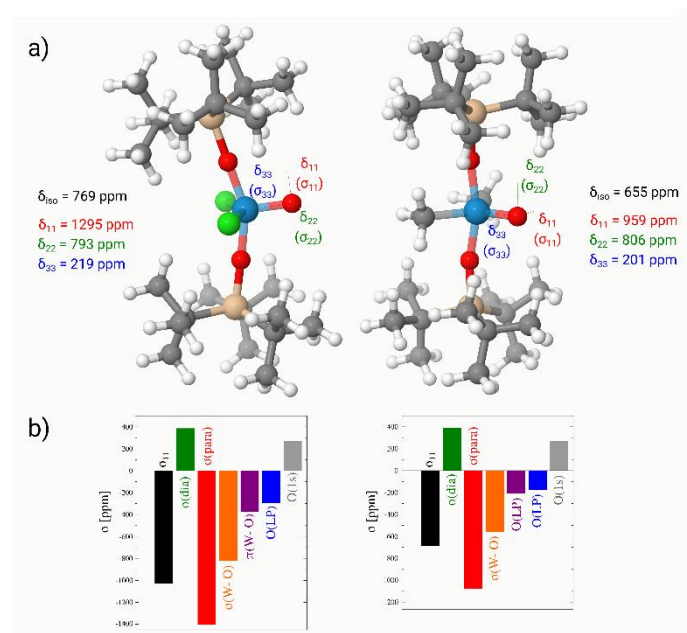 a)
δiso = 769 ppm
δ11 = 1295 ppm
δ22 = 793 ppm
δ33 = 219 ppm
δ33
(σ33)
δ11
(σ11)
δ22
(σ22)
δ22
(σ22)
δ11
(σ11)
δ33
(σ33)
δiso = 655 ppm
δ11 = 959 ppm
δ22 = 806 ppm
δ33 = 201 ppm
b)
σ [ppm]
400
200
0
-200
-400
-600
-800
-1000
-1200
-1400
σ11
σ(dia)
σ(para)
σ(W- O)
π(W- O)
O(LP)
O(1s)
σ [ppm]
400
200
0
200
400
600
800
000
200
σ11
σ(dia)
σ(para)
σ(W- O)
O(LP)
O(LP)
O(1s)